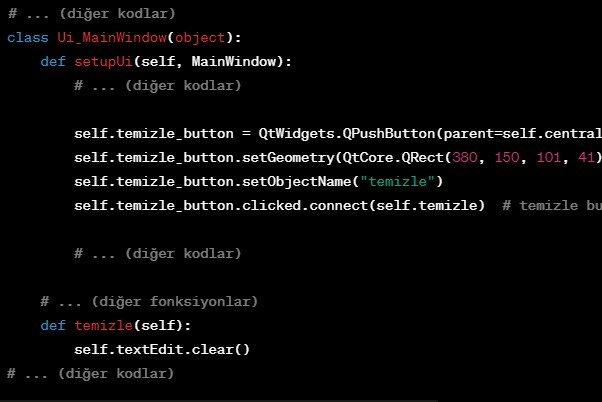 # ... (diğer kodlar)
class Ui_MainWindow(object):
def setupUi(self, MainWindow):
# ... (diğer kodlar)
self.temizle_button = QtWidgets.QPushButton(parent=self.central
self.temizle_button.setGeometry(QtCore.QRect(380, 150, 101, 41)
self.temizle_button.setObjectName("temizle")
self.temizle_button.clicked.connect(self.temizle)  # temizle bu
# ... (diğer kodlar)
# ... (diğer fonksiyonlar)
def temizle(self):
self.textEdit.clear()
# ... (diğer kodlar)